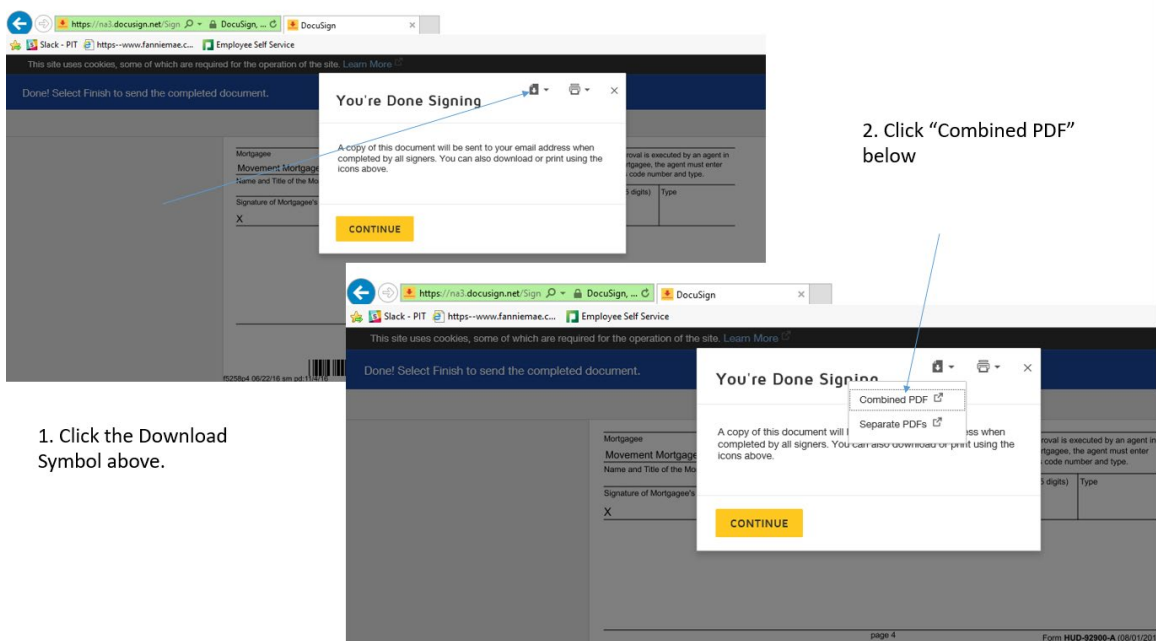 https://na3.docusign.net/Sign
DocuSign, ...
DocuSign
Slack - PIT
https--www.fanniemae.c...
Employee Self Service
This site uses cookies, some of which are required for the operation of the site. Learn More
Done! Select Finish to send the completed document.
You're Done Signing
A copy of this document will be sent to your email address when
completed by all signers. You can also download or print using the
icons above.
CONTINUE
Mortgagee
Movement Mortgage
Name and Title of the Mo
Signature of Mortgagee's
X
roval is executed by an agent in
rtgagee, the agent must enter
code number and type.
digits)
Type
f5258p4 06/22/16 sm pd:11/4/16
2. Click “Combined PDF”
below
1. Click the Download
Symbol above.
https://na3.docusign.net/Sign
DocuSign, ...
DocuSign
Slack - PIT
https--www.fanniemae.c...
Employee Self Service
This site uses cookies, some of which are required for the operation of the site. Learn More
Done! Select Finish to send the completed document.
You're Done Signing
Combined PDF
Separate PDFs
A copy of this document will
ess when
completed by all signers. You can also download or print using the
icons above.
CONTINUE
Mortgagee
Movement Mortgage
Name and Title of the Mo
Signature of Mortgagee's
X
roval is executed by an agent in
rtgagee, the agent must enter
code number and type.
digits)
Type
page 4
Form HUD-92900-A (08/01/201